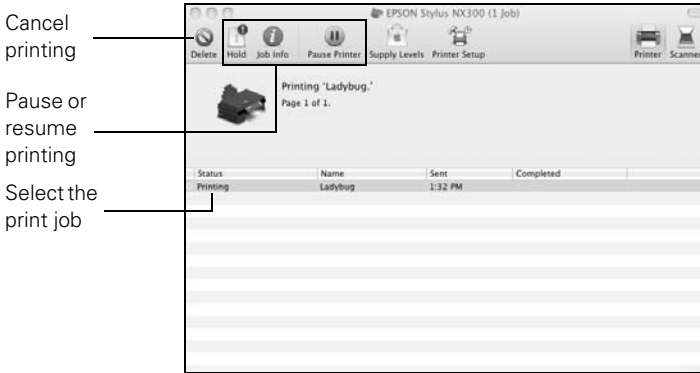 Cancel
printing
Pause or
resume
printing
Select the
print job
EPSON Stylus NX300 (1 Job)
Delete Hold Job Info Pause Printer Supply Levels Printer Setup Printer Scanner
Printing 'Ladybug.'
Page 1 of 1.
Status Name Sent Completed
Printing Ladybug 1:32 PM